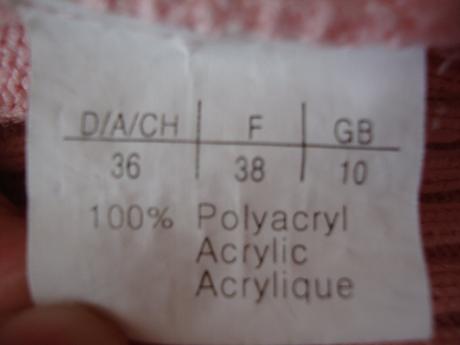 D/A/CH F GB
36 38 10
100% Polyacryl
Acrylic
Acrylique